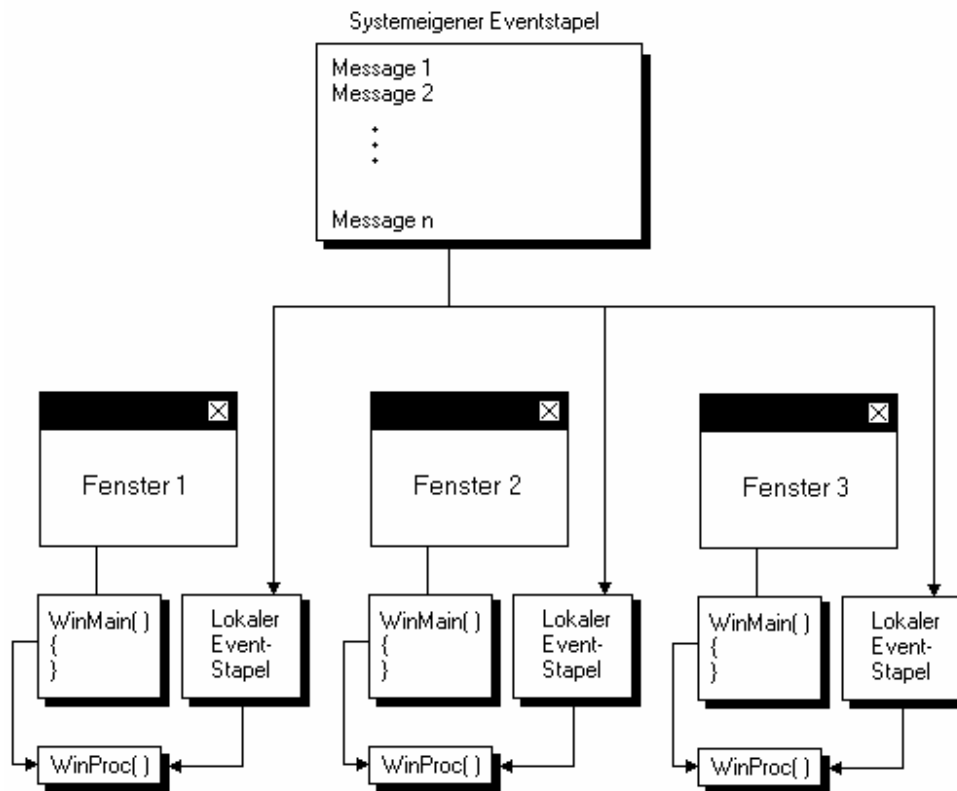 Systemeigener Eventstapel
Message 1
Message 2
Message n
Fenster 1
Fenster 2
Fenster 3
WinMain( )
{
}
Lokaler
Event-
Stapel
WinMain( )
{
}
Lokaler
Event-
Stapel
WinMain( )
{
}
Lokaler
Event-
Stapel
WinProc( )
WinProc( )
WinProc( )